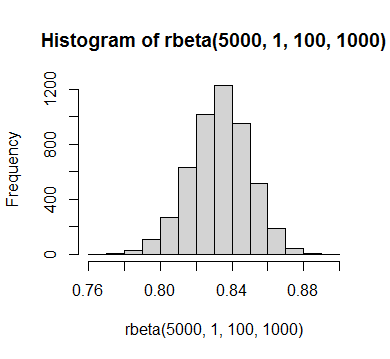 Histogram of rbeta(5000, 1, 100, 1000)
Frequency
1200
800
400
0
0.76 0.80 0.84 0.88
rbeta(5000, 1, 100, 1000)